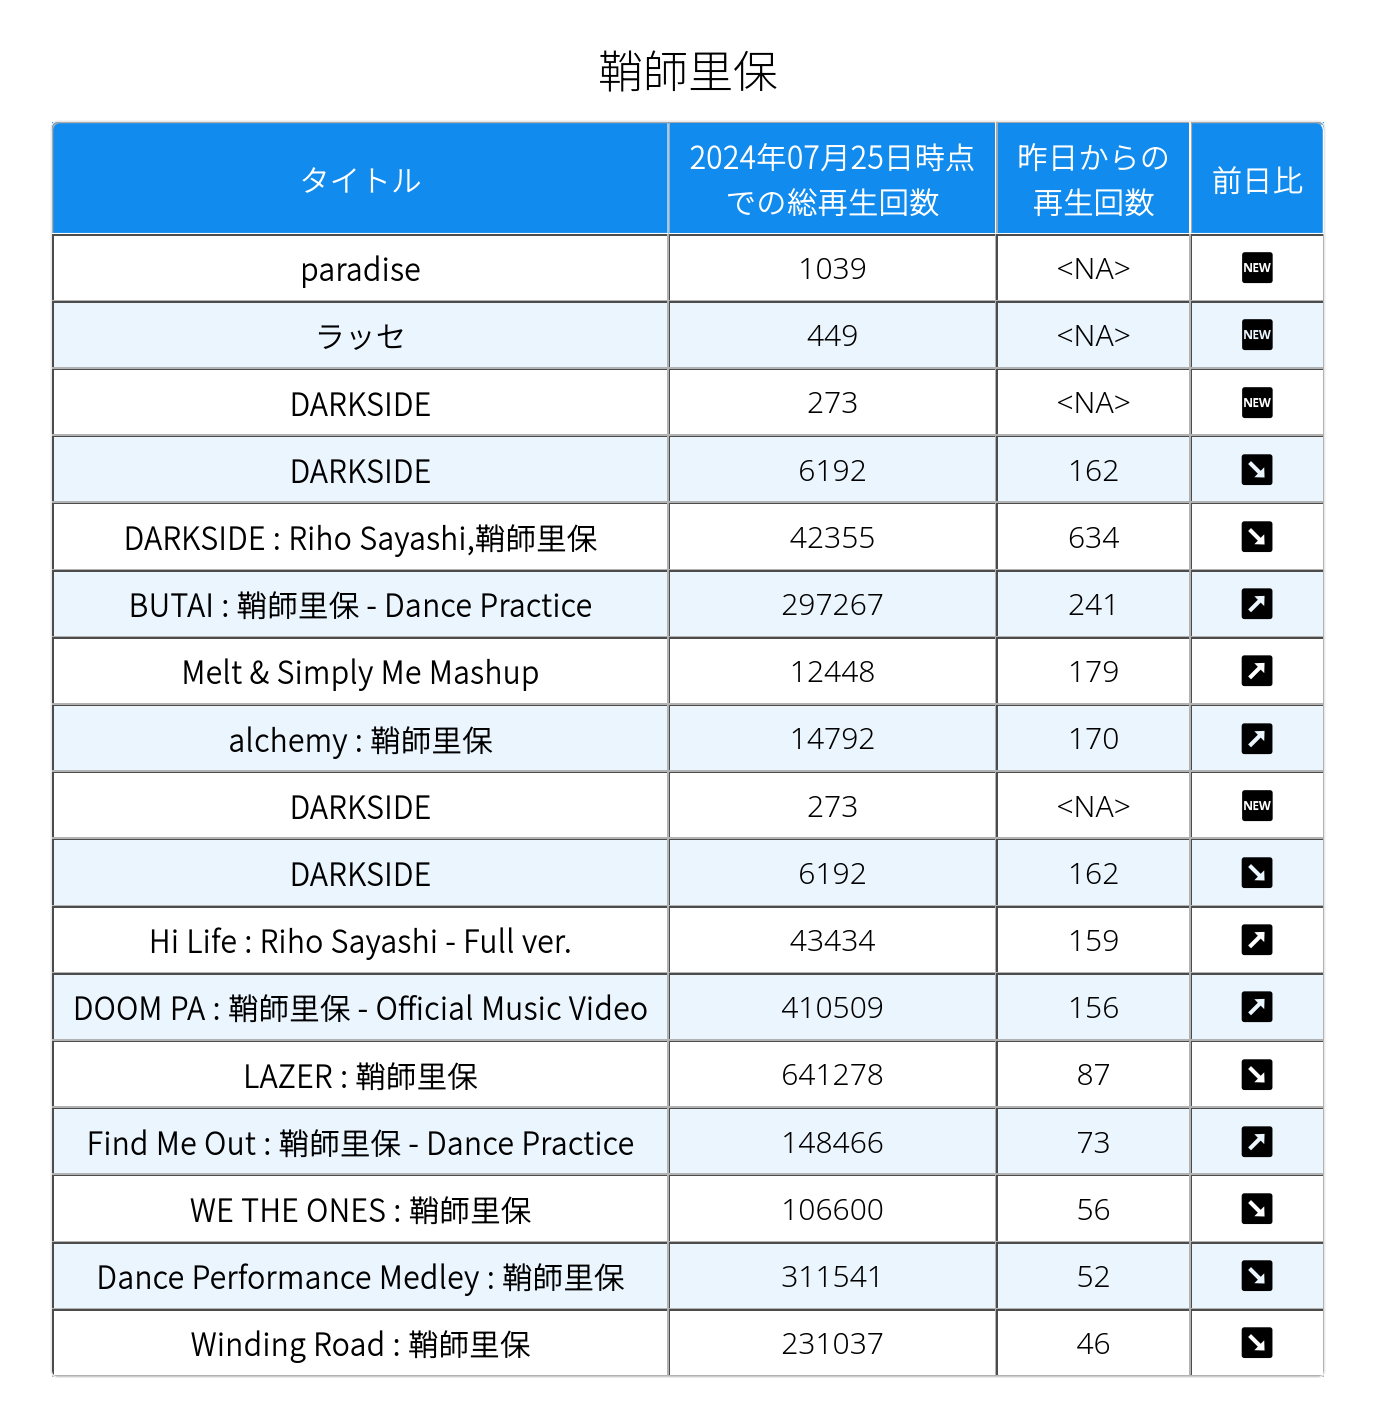 鞘師里保
タイトル 2024年07月25日時点での総再生回数 昨日からの再生回数 前日比
paradise 1039 <NA> NEW
ラッセ 449 <NA> NEW
DARKSIDE 273 <NA> NEW
DARKSIDE 6192 162
DARKSIDE : Riho Sayashi,鞘師里保 42355 634
BUTAI : 鞘師里保 - Dance Practice 297267 241
Melt & Simply Me Mashup 12448 179
alchemy : 鞘師里保 14792 170
DARKSIDE 273 <NA> NEW
DARKSIDE 6192 162
Hi Life : Riho Sayashi - Full ver. 43434 159
DOOM PA : 鞘師里保 - Official Music Video 410509 156
LAZER : 鞘師里保 641278 87
Find Me Out : 鞘師里保 - Dance Practice 148466 73
WE THE ONES : 鞘師里保 106600 56
Dance Performance Medley : 鞘師里保 311541 52
Winding Road : 鞘師里保 231037 46